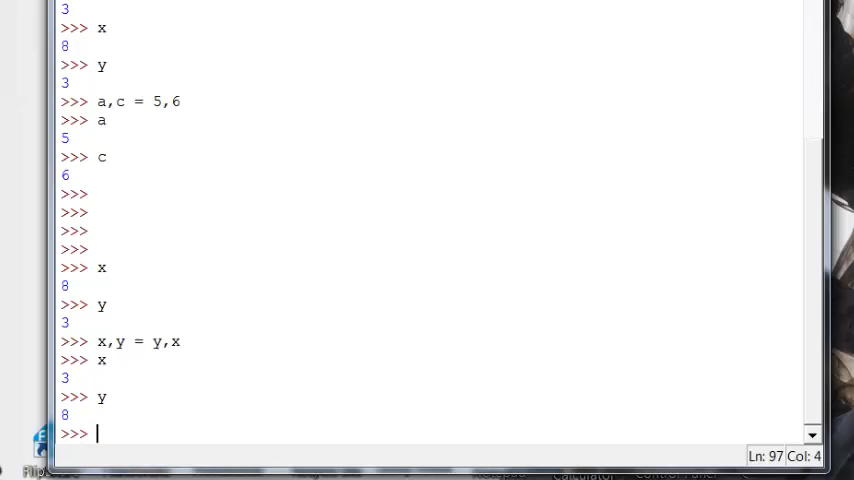 3
>>> x
8
>>> y
3
>>> a,c = 5,6
>>> a
5
>>> c
6
>>>
>>>
>>>
>>>
>>> x
8
>>> y
3
>>> x,y = y,x
>>> x
3
>>> y
8
>>>
Ln: 97 Col: 4